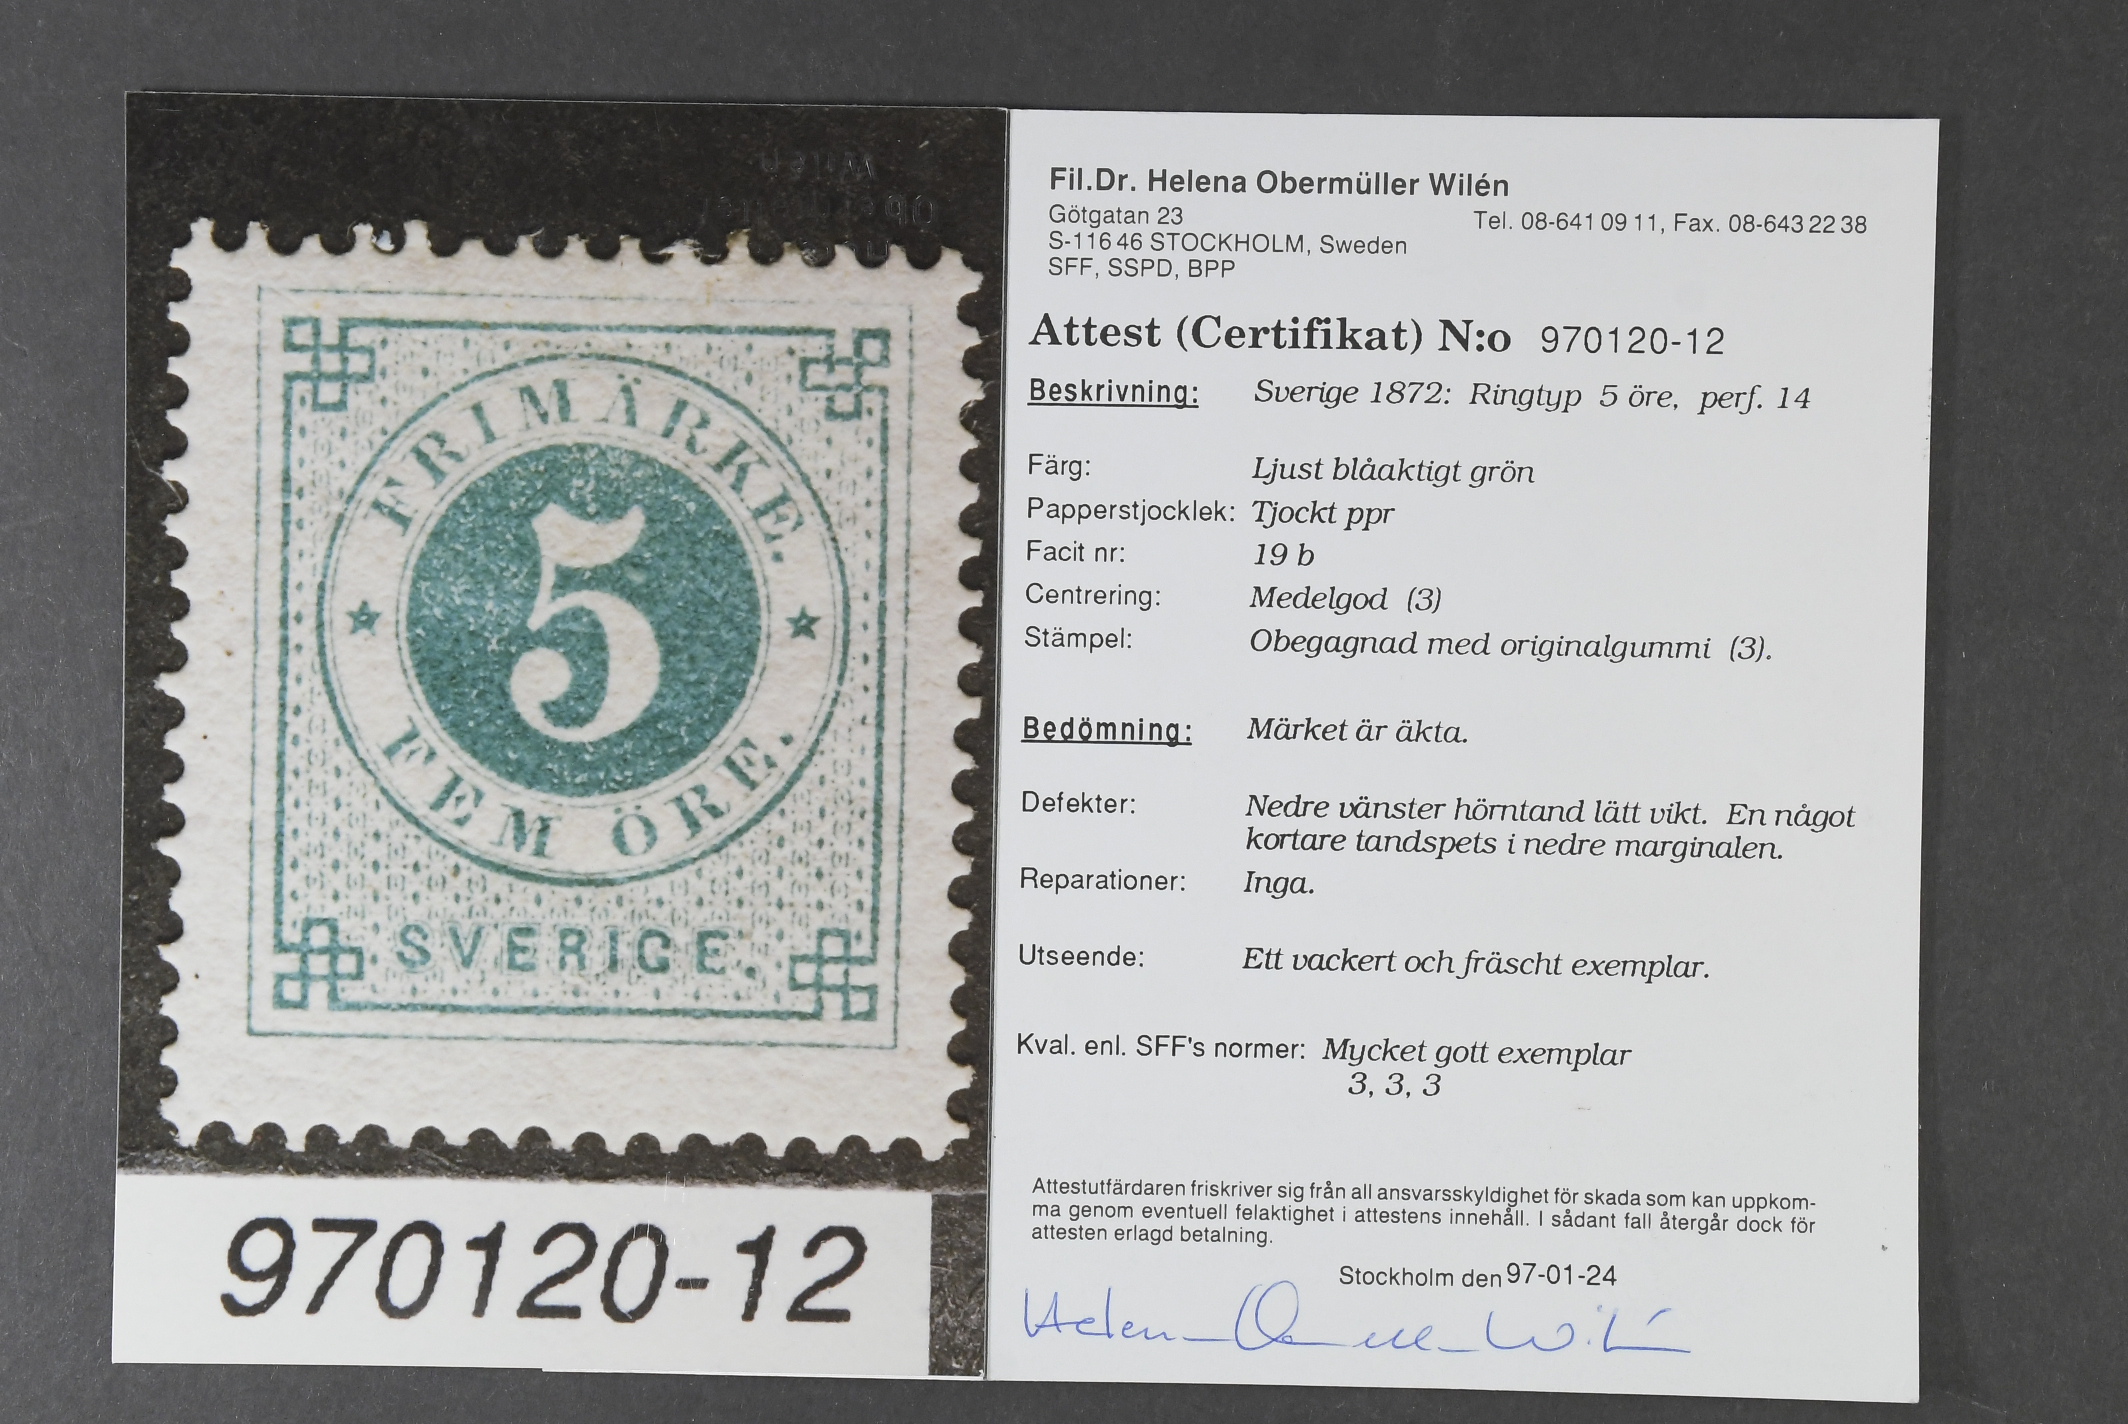 FRIMÄRKE.
5
FEM ÖRE.
SVERIGE.
970120-12
Fil.Dr. Helena Obermüller Wilén
Götgatan 23
Tel. 08-641 09 11, Fax. 08-643 22 38
S-116 46 STOCKHOLM, Sweden
SFF, SSPD, BPP
Attest (Certifikat) N:o 970120-12
Beskrivning: Sverige 1872: Ringtyp 5 öre, perf. 14
Färg: Ljust blåaktigt grön
Papperstjocklek: Tjockt ppr
Facit nr: 19 b
Centrering: Medelgod (3)
Stämpel: Obegagnad med originalgummi (3).
Bedömning: Märket är äkta.
Defekter: Nedre vänster hörntand lätt vikt. En något
kortare tandspets i nedre marginalen.
Reparationer: Inga.
Utseende: Ett vackert och fräscht exemplar.
Kval. enl. SFF's normer: Mycket gott exemplar
3, 3, 3
Attestutfärdaren friskriver sig från all ansvarsskyldighet för skada som kan uppkom-
ma genom eventuell felaktighet i attestens innehåll. I sådant fall återgår dock för
attesten erlagd betalning.
Stockholm den 97-01-24